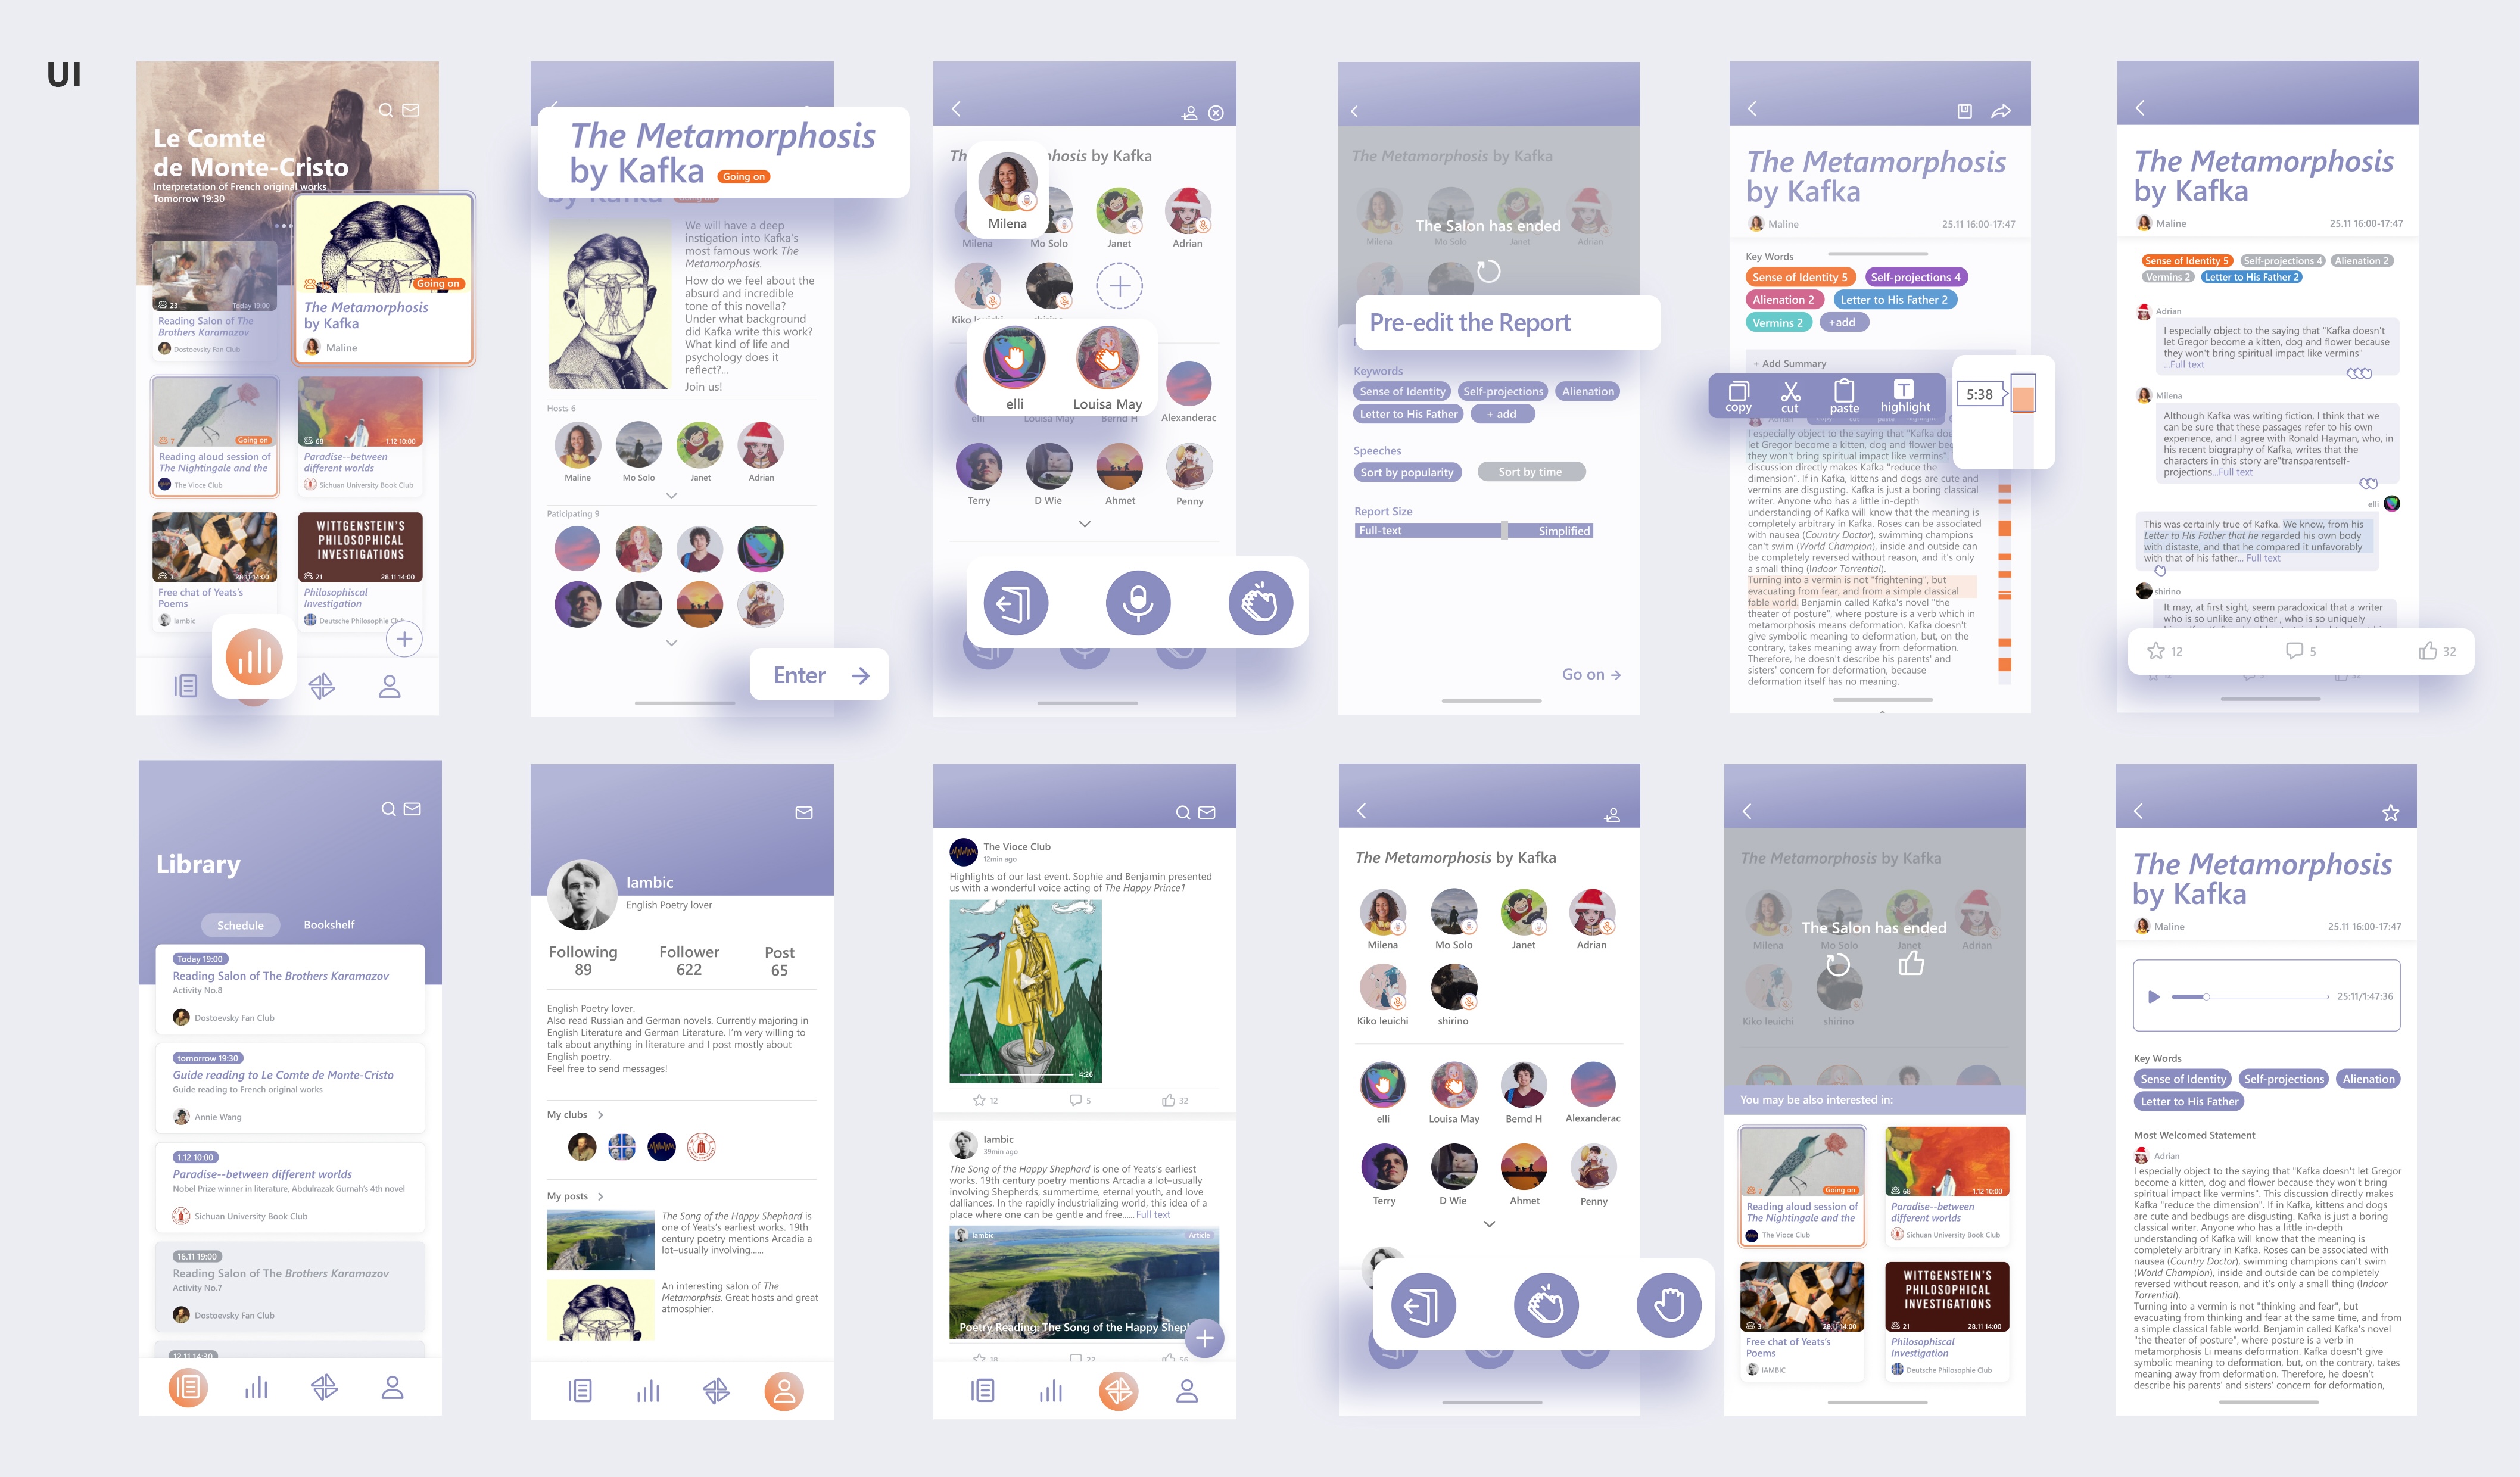 UI
Le Comte
de Monte-Cristo
Interpretation of French original works
Tomorrow 19:30
23
Today 19:00
Reading Salon of The
Brothers Karamazov
Dostoevsky Fan Club
Going on
The Metamorphosis
by Kafka
Maline
7
Going on
Reading aloud session of
The Nightingale and the
The Vioce Club
68
1.12 10:00
Paradise--between
different worlds
Sichuan University Book Club
3
28.11 14:00
Free chat of Yeats's
Poems
Iambic
WITTGENSTEIN'S
PHILOSOPHICAL
INVESTIGATIONS
21
28.11 14:00
Philosophiscal
Investigation
Deutsche Philosophie Club
The Metamorphosis
by Kafka
Going on
We will have a deep
instigation into Kafka's
most famous work The
Metamorphosis.
How do we feel about the
absurd and incredible
tone of this novella?
Under what background
did Kafka write this work?
What kind of life and
psychology does it
reflect?...
Join us!
Hosts 6
Maline
Mo Solo
Janet
Adrian
Paticipating 9
Enter
hosis by Kafka
Milena
Milena
Mo Solo
Janet
Adrian
elli
Louisa May
Louisa May
Bernd H
Alexanderac
Terry
D Wie
Ahmet
Penny
The Metamorphosis by Kafka
The Salon has ended
Milena
Mo Solo
Janet
Adrian
Pre-edit the Report
Keywords
Sense of Identity
Self-projections
Alienation
Letter to His Father
+ add
Speeches
Sort by popularity
Sort by time
Report Size
Full-text
Simplified
Go on
The Metamorphosis
by Kafka
Maline
25.11 16:00-17:47
Key Words
Sense of Identity 5
Self-projections 4
Alienation 2
Letter to His Father 2
Vermins 2
+add
+ Add Summary
copy
cut
paste
highlight
5:38
I especially object to the saying that "Kafka doe
let Gregor become a kitten, dog and flower bec
they won't bring spiritual impact like vermins".
discussion directly makes Kafka "reduce the
dimension". If in Kafka, kittens and dogs are cute and
vermins are disgusting. Kafka is just a boring classical
writer. Anyone who has a little in-depth
understanding of Kafka will know that the meaning is
completely arbitrary in Kafka. Roses can be associated
with nausea (Country Doctor), swimming champions
can't swim (World Champion), inside and outside can
be completely reversed without reason, and it's only
a small thing (Indoor Torrential).
Turning into a vermin is not "frightening", but
evacuating from fear, and from a simple classical
fable world. Benjamin called Kafka's novel "the
theater of posture", where posture is a verb which in
metamorphosis means deformation. Kafka doesn't
give symbolic meaning to deformation, but, on the
contrary, takes meaning away from deformation.
Therefore, he doesn't describe his parents' and
sisters' concern for deformation, because
deformation itself has no meaning.
The Metamorphosis
by Kafka
Maline
25.11 16:00-17:47
Sense of Identity 5
Self-projections 4
Alienation 2
Vermins 2
Letter to His Father 2
Adrian
I especially object to the saying that "Kafka doesn't
let Gregor become a kitten, dog and flower because
they won't bring spiritual impact like vermins"
...Full text
Milena
Although Kafka was writing fiction, I think that we
can be sure that these passages refer to his own
experience, and I agree with Ronald Hayman, who, in
his recent biography of Kafka, writes that the
characters in this story are"transparentself-
projections...Full text
elli
This was certainly true of Kafka. We know, from his
Letter to His Father that he regarded his own body
with distaste, and that he compared it unfavorably
with that of his father... Full text
shirino
It may, at first sight, seem paradoxical that a writer
who is so unlike any other , who is so uniquely
12
5
32
Library
Schedule
Bookshelf
Today 19:00
Reading Salon of The Brothers Karamazov
Activity No.8
Dostoevsky Fan Club
tomorrow 19:30
Guide reading to Le Comte de Monte-Cristo
Guide reading to French original works
Annie Wang
1.12 10:00
Paradise--between different worlds
Nobel Prize winner in literature, Abdulrazak Gurnah's 4th novel
Sichuan University Book Club
16.11 19:00
Reading Salon of The Brothers Karamazov
Activity No.7
Dostoevsky Fan Club
12.11 14:30
Iambic
English Poetry lover
Following
89
Follower
622
Post
65
English Poetry lover.
Also read Russian and German novels. Currently majoring in
English Literature and German Literature. I'm very willing to
talk about anything in literature and I post mostly about
English poetry.
Feel free to send messages!
My clubs
My posts
The Song of the Happy Shephard is
one of Yeats's earliest works. 19th
century poetry mentions Arcadia a
lot–usually involving......
An interesting salon of The
Metamorphsis. Great hosts and great
atmosphier.
The Vioce Club
12min ago
Highlights of our last event. Sophie and Benjamin presented
us with a wonderful voice acting of The Happy Prince1
4:26
12
5
32
Iambic
39min ago
The Song of the Happy Shephard is one of Yeats's earliest
works. 19th century poetry mentions Arcadia a lot–usually
involving Shepherds, summertime, eternal youth, and love
dalliances. In the rapidly industrializing world, this idea of a
place where one can be gentle and free...... Full text
Iambic
Article
Poetry Reading: The Song of the Happy Shepl
18
22
56
The Metamorphosis by Kafka
Milena
Mo Solo
Janet
Adrian
Kiko Ieuichi
shirino
elli
Louisa May
Bernd H
Alexanderac
Terry
D Wie
Ahmet
Penny
The Metamorphosis by Kafka
The Salon has ended
Milena
Mo Solo
Janet
Adrian
Kiko Ieuichi
shirino
You may be also interested in:
7
Going on
Reading aloud session of
The Nightingale and the
The Vioce Club
68
1.12 10:00
Paradise--between
different worlds
Sichuan University Book Club
3
28.11 14:00
Free chat of Yeats's
Poems
IAMBIC
WITTGENSTEIN'S
PHILOSOPHICAL
INVESTIGATIONS
21
28.11 14:00
Philosophiscal
Investigation
Deutsche Philosophie Club
The Metamorphosis
by Kafka
Maline
25.11 16:00-17:47
25:11/1:47:36
Key Words
Sense of Identity
Self-projections
Alienation
Letter to His Father
Most Welcomed Statement
Adrian
I especially object to the saying that "Kafka doesn't let Gregor
become a kitten, dog and flower because they won't bring
spiritual impact like vermins". This discussion directly makes
Kafka "reduce the dimension". If in Kafka, kittens and dogs
are cute and bedbugs are disgusting. Kafka is just a boring
classical writer. Anyone who has a little in-depth
understanding of Kafka will know that the meaning is
completely arbitrary in Kafka. Roses can be associated with
nausea (Country Doctor), swimming champions can't swim
(World Champion), inside and outside can be completely
reversed without reason, and it's only a small thing (Indoor
Torrential).
Turning into a vermin is not "thinking and fear", but
evacuating from thinking and fear at the same time, and from
a simple classical fable world. Benjamin called Kafka's novel
"the theater of posture", where posture is a verb in
metamorphosis Li means deformation. Kafka doesn't give
symbolic meaning to deformation, but, on the contrary, takes
meaning away from deformation. Therefore, he doesn't
describe his parents' and sisters' concern for deformation,